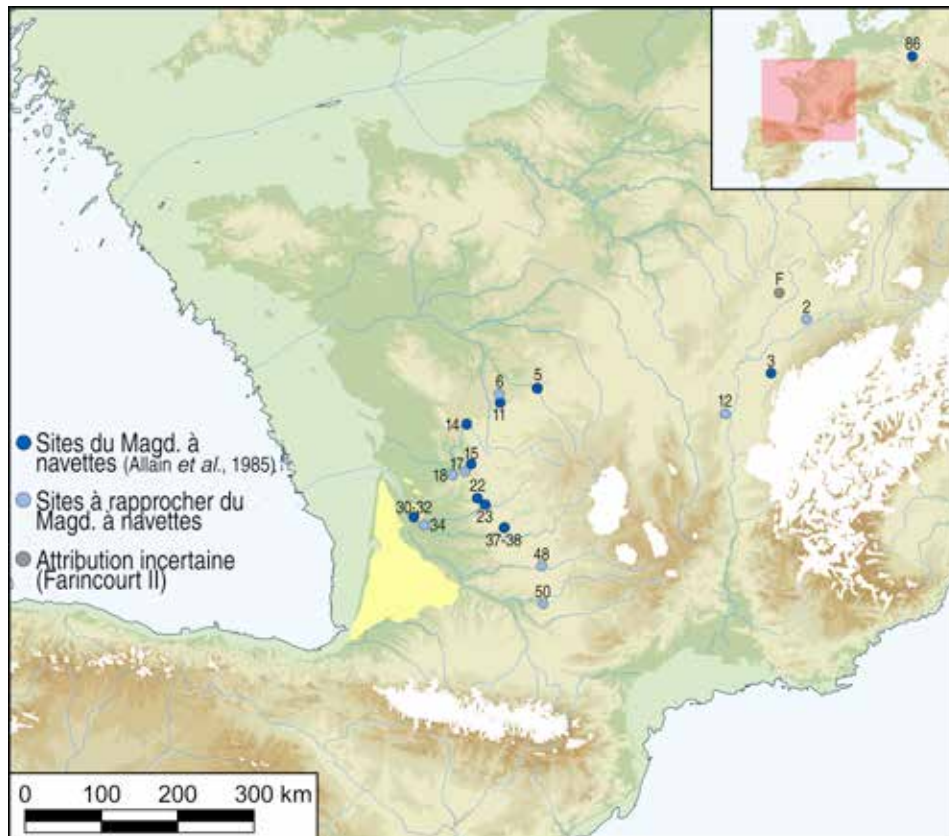 86
F
2
3
12
6
5
11
14
15
17
18
22
23
30-32
34
37-38
48
50
Sites du Magd. à
navettes (Allain et al., 1985)
Sites à rapprocher du
Magd. à navettes
Attribution incertaine
(Farincourt II)
0 100 200 300 km